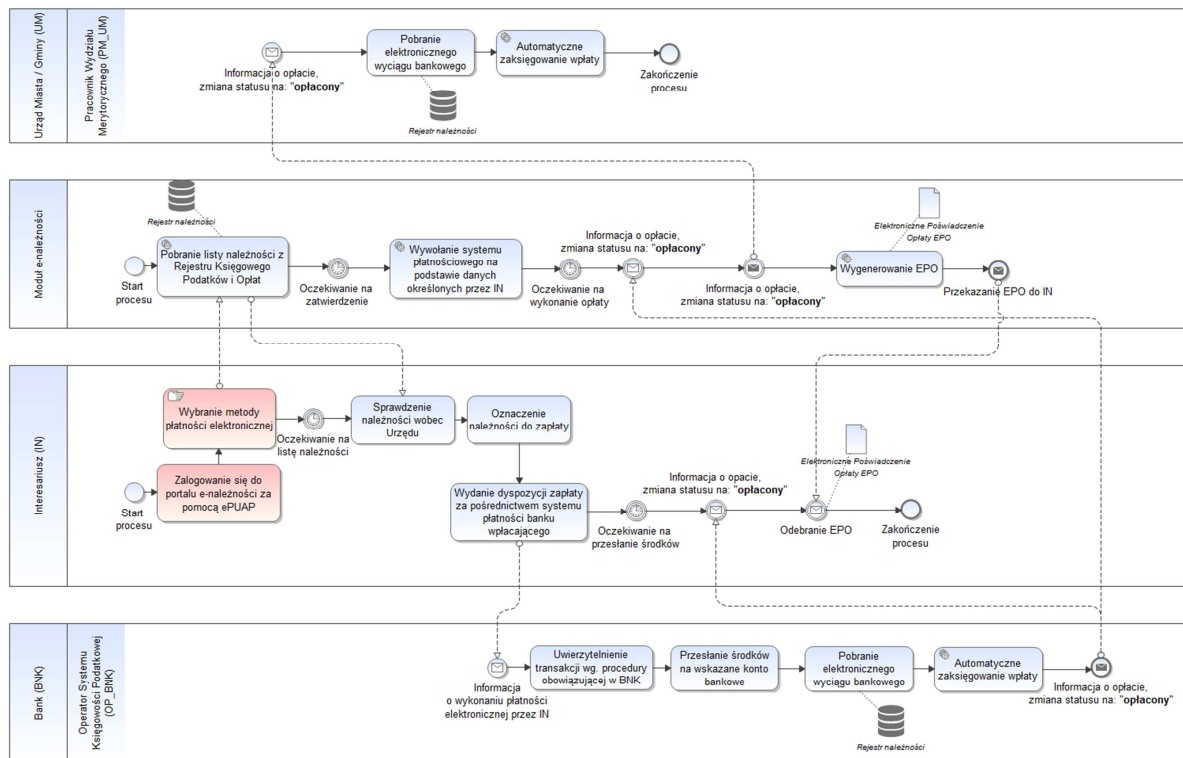 Urząd Miasta / Gminy (UM)
Pracownik Wydziału
Merytorycznego (PM_UM)
Informacja o opłacie,
zmiana statusu na: "opłacony"
Pobranie
elektronicznego
wyciągu bankowego
Rejestr należności
Automatyczne
zaksięgowanie wpłaty
Zakończenie
procesu
Moduł e-należności
Start
procesu
Rejestr należności
Pobranie listy należności z
Rejestru Księgowego
Podatków i Opłat
Oczekiwanie na
zatwierdzenie
Wywołanie systemu
płatnościowego na
podstawie danych
określonych przez IN
Oczekiwanie na
wykonanie opłaty
Informacja o opłacie,
zmiana statusu na: "opłacony"
Informacja o opłacie,
zmiana statusu na: "opłacony"
Elektroniczne Poświadczenie
Opłaty EPO
Wygenerowanie EPO
Przekazanie EPO do IN
Interesariusz (IN)
Start
procesu
Wybranie metody
płatności elektronicznej
Zalogowanie się do
portalu e-należności za
pomocą ePUAP
Oczekiwanie na
listę należności
Sprawdzenie
należności wobec
Urzędu
Oznaczenie
należności do zapłaty
Wydanie dyspozycji zapłaty
za pośrednictwem systemu
płatności banku
wpłacającego
Oczekiwanie na
przesłanie środków
Informacja o opacie,
zmiana statusu na: "opłacony"
Elektroniczne Poświadczenie
Opłaty EPO
Odebranie EPO
Zakończenie
procesu
Bank (BNK)
Operator Systemu
Księgowości Podatkowej
(OP_BNK)
Informacja
o wykonaniu płatności
elektronicznej przez IN
Uwierzytelnienie
transakcji wg. procedury
obowiązującej w BNK
Przesłanie środków
na wskazane konto
bankowe
Pobranie
elektronicznego
wyciągu bankowego
Rejestr należności
Automatyczne
zaksięgowanie wpłaty
Informacja o opłacie,
zmiana statusu na: "opłacony"